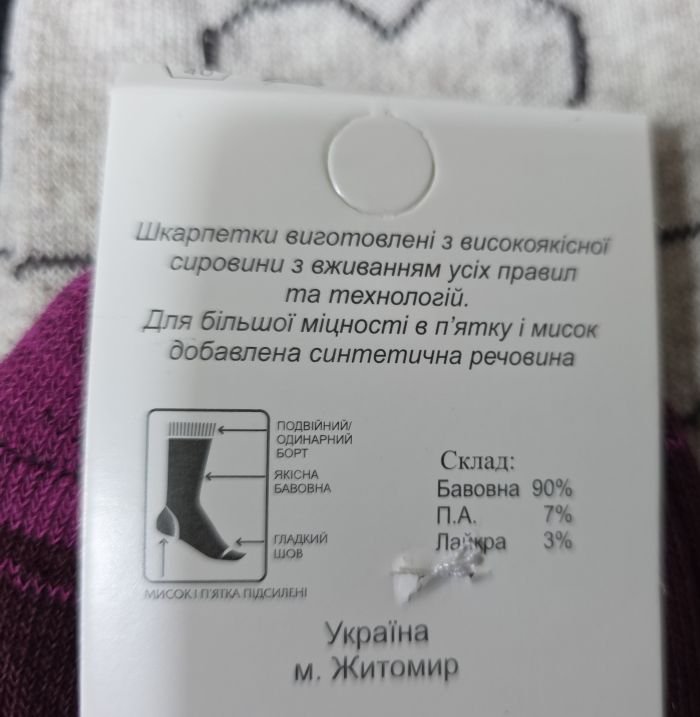 Шкарпетки виготовлені з високоякісної
сировини з вживанням усіх правил
та технологій.
Для більшої міцності в п'ятку і мисок
добавлена синтетична речовина
ПОДВІЙНИЙ/
ОДИНАРНИЙ
БОРТ
ЯКІСНА
БАВОВНА
ГЛАДКИЙ
ШОВ
МИСОК І П'ЯТКА ПІДСИЛЕНІ
Склад:
Бавовна 90%
П.А. 7%
Лайкра 3%
Україна
м. Житомир